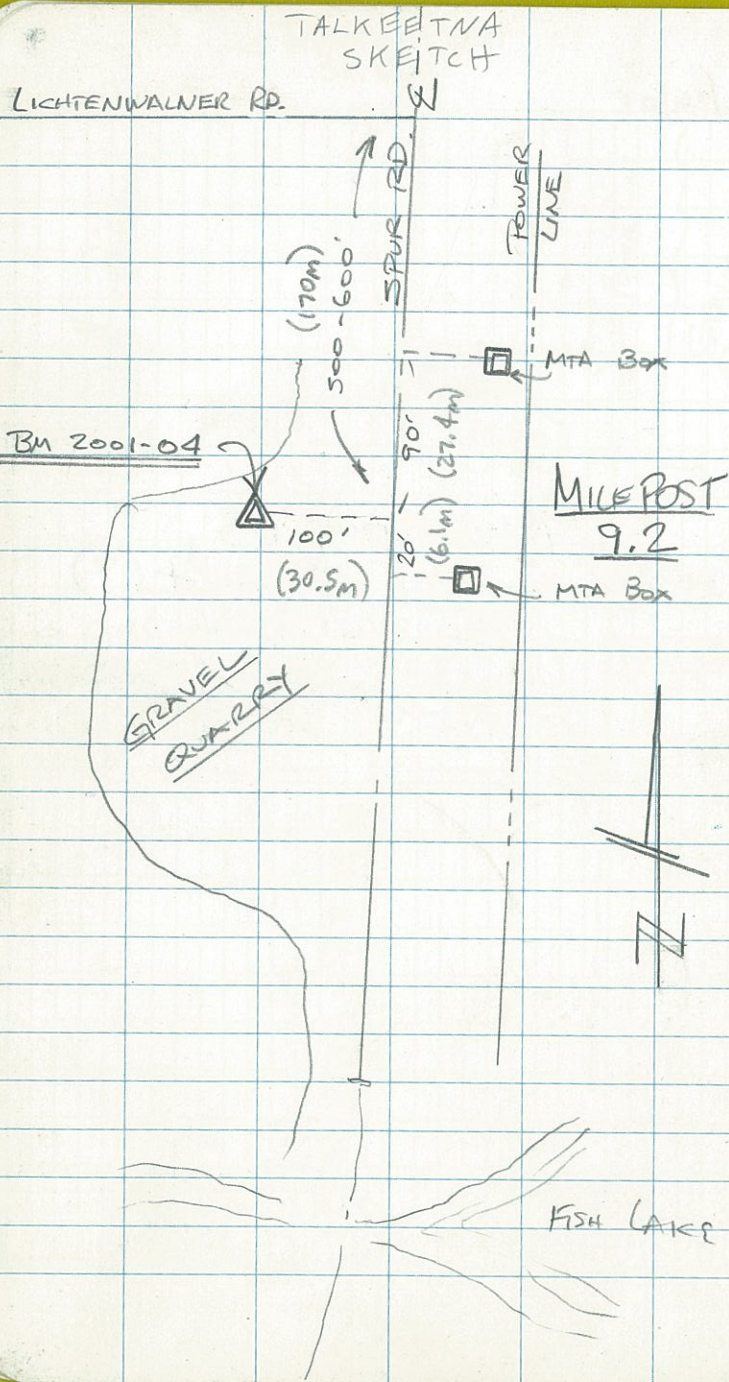 TALKEETNA
SKETCH
LICHTENWALNER RD.
℄
SPUR RD.
POWER
LINE
500-600'
(170m)
MTA Box
BM 2001-04
90'
(27.4m)
MILEPOST
9.2
100'
(30.5m)
20'
(6.1m)
MTA Box
GRAVEL
QUARRY
N
FISH LAKE